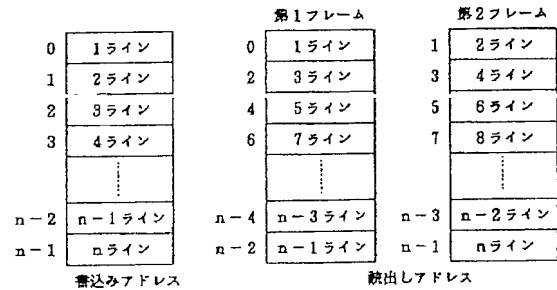 第1フレーム 第2フレーム
0 1ライン 0 1ライン 1 2ライン
1 2ライン 2 3ライン 3 4ライン
2 3ライン 4 5ライン 5 6ライン
3 4ライン 6 7ライン 7 8ライン
n-2 n-1ライン n-4 n-3ライン n-3 n-2ライン
n-1 nライン n-2 n-1ライン n-1 nライン
書込みアドレス 読出しアドレス